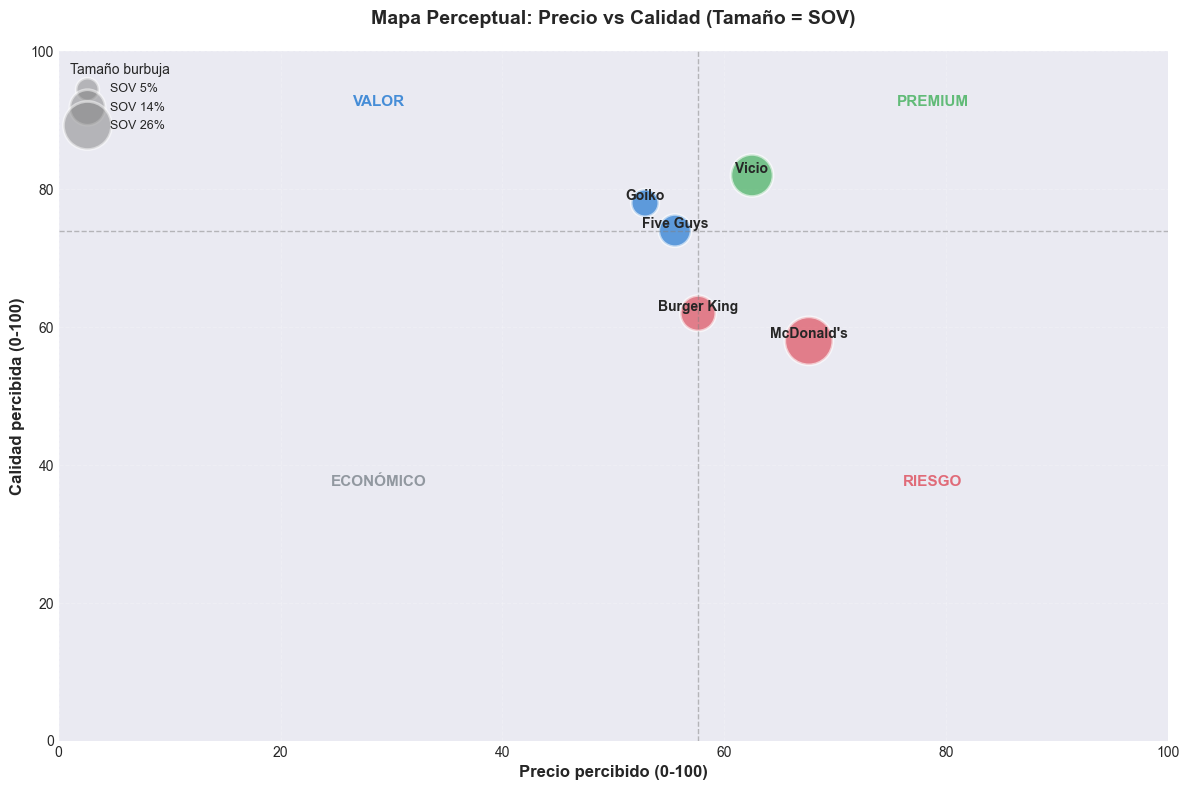 Mapa Perceptual: Precio vs Calidad (Tamaño = SOV)
100
80
60
40
20
0
Calidad percibida (0-100)
Tamaño burbuja
SOV 5%
SOV 14%
SOV 26%
VALOR
PREMIUM
Vicio
Goiko
Five Guys
Burger King
McDonald's
ECONÓMICO
RIESGO
0
20
40
60
80
100
Precio percibido (0-100)